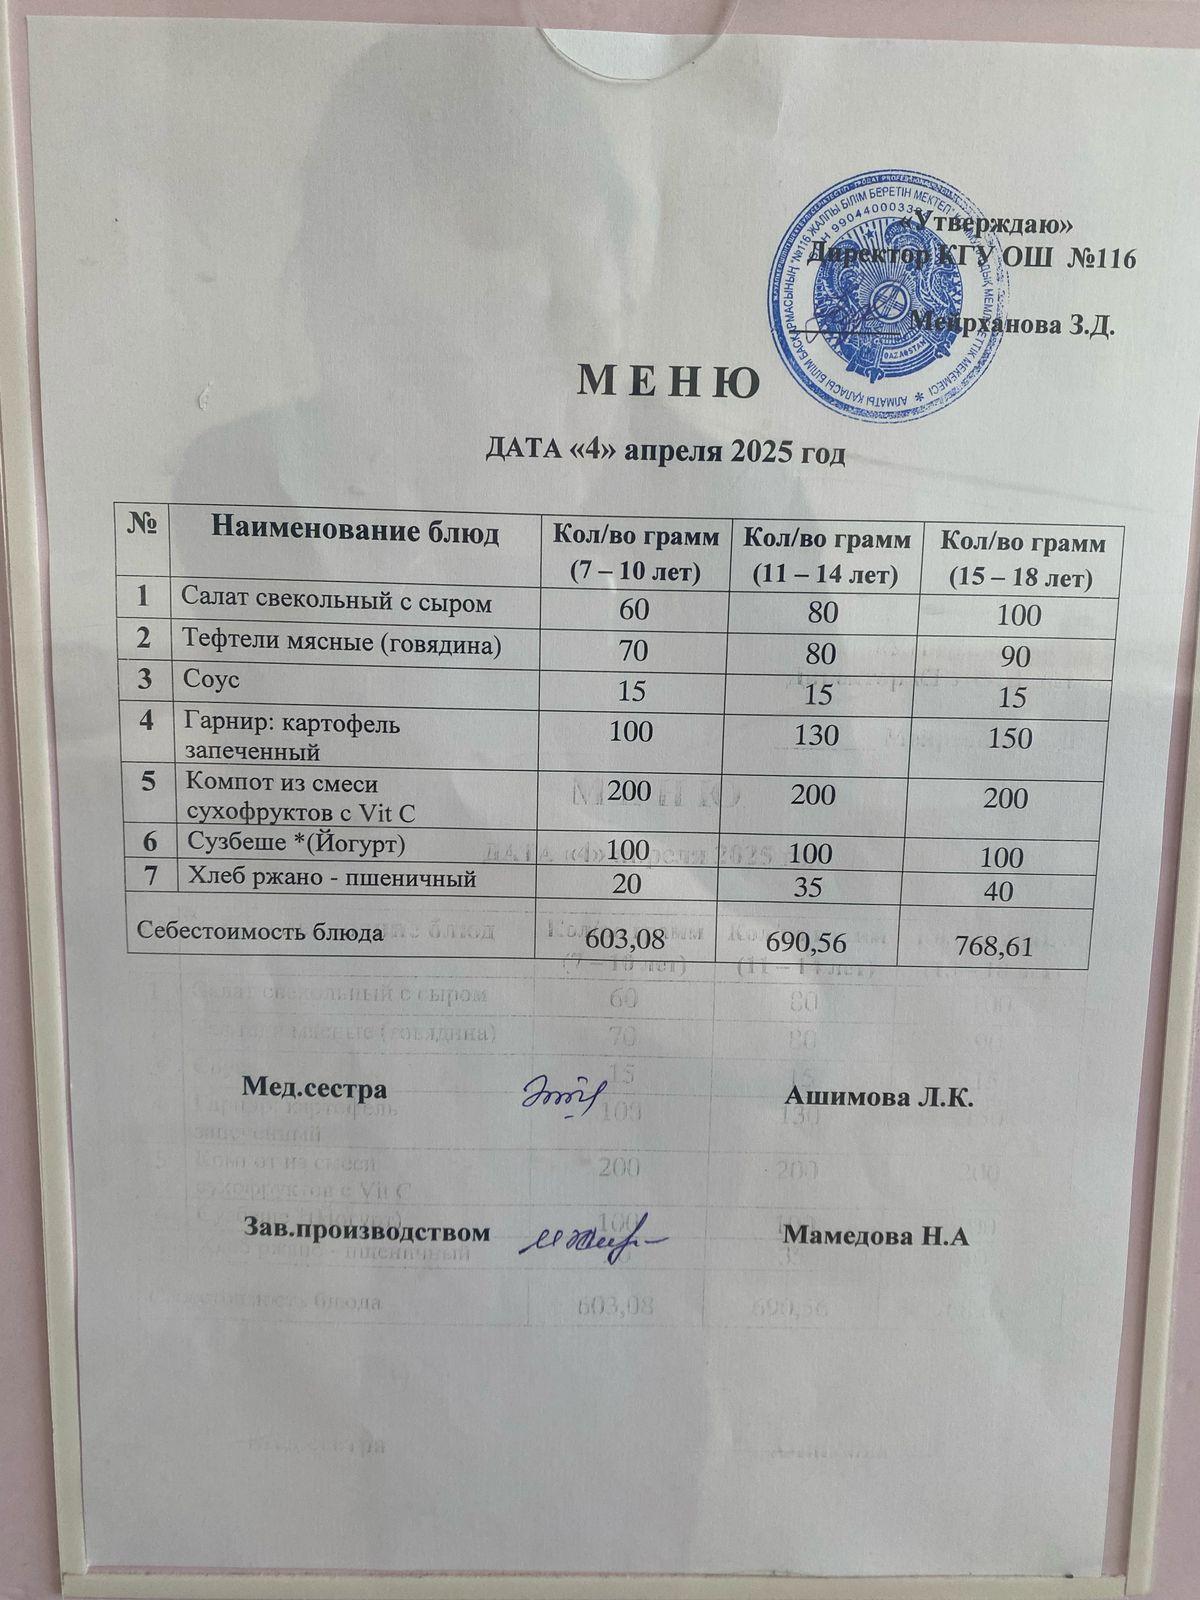 «Утверждаю»
Директор КГУ ОШ №116
Мейрханова З.Д.
QAZAQSTAN
М Е Н Ю
ДАТА «4» апреля 2025 год
№ Наименование блюд Кол/во грамм (7 – 10 лет) Кол/во грамм (11 – 14 лет) Кол/во грамм (15 – 18 лет)
1 Салат свекольный с сыром 60 80 100
2 Тефтели мясные (говядина) 70 80 90
3 Соус 15 15 15
4 Гарнир: картофель
запеченный 100 130 150
5 Компот из смеси
сухофруктов с Vit C 200 200 200
6 Сузбеше *(Йогурт) 100 100 100
7 Хлеб ржано - пшеничный 20 35 40
Себестоимость блюда 603,08 690,56 768,61
Мед.сестра Ашимова Л.К.
Зав.производством Мамедова Н.А